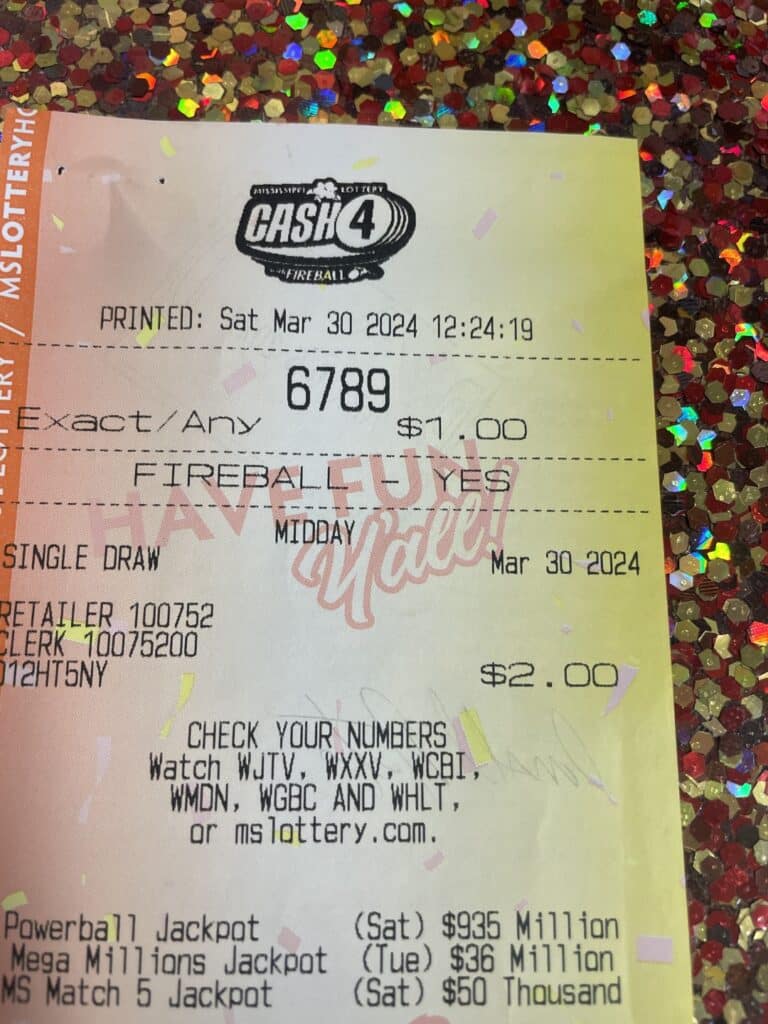 MISSISSIPPI LOTTERY
CASH 4
FIREBALL
PRINTED: Sat Mar 30 2024 12:24:19
6789
Exact/Any $1.00
FIREBALL - YES
HAVE FUN
Y'all!
MIDDAY
SINGLE DRAW Mar 30 2024
RETAILER 100752
CLERK 10075200
012HT5NY $2.00
CHECK YOUR NUMBERS
Watch WJTV, WXXV, WCBI,
WMDN, WGBC AND WHLT,
or mslottery.com.
Powerball Jackpot (Sat) $935 Million
Mega Millions Jackpot (Tue) $36 Million
MS Match 5 Jackpot (Sat) $50 Thousand
/ MSLOTTERYHO